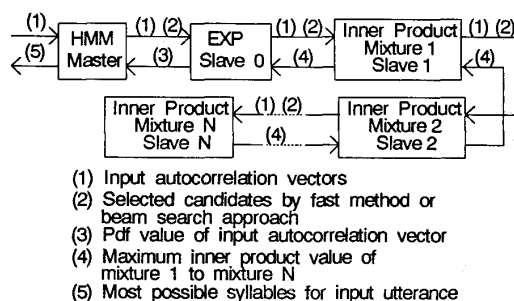 (1) (1) (2) (1) (2) (1) (2)
HMM Master
EXP Slave 0
Inner Product Mixture 1 Slave 1
(5) (3) (4) (4)
Inner Product Mixture N Slave N
(1) (2)
(4)
Inner Product Mixture 2 Slave 2
(1) Input autocorrelation vectors
(2) Selected candidates by fast method or
beam search approach
(3) Pdf value of input autocorrelation vector
(4) Maximum inner product value of
mixture 1 to mixture N
(5) Most possible syllables for input utterance